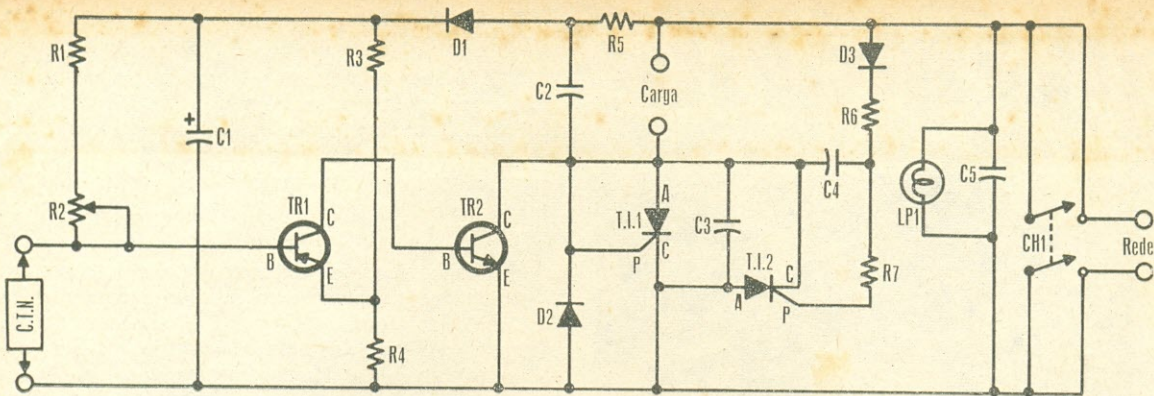 R1
R3
D1
R5
D3
C2
Carga
R6
+
C1
C4
C5
R2
TR1
C
TR2
C
A
T.I.1
C3
LP1
CH1
Rede
B
E
B
E
P
C
T.I.2
C
R7
A
P
C.T.N.
D2
R4